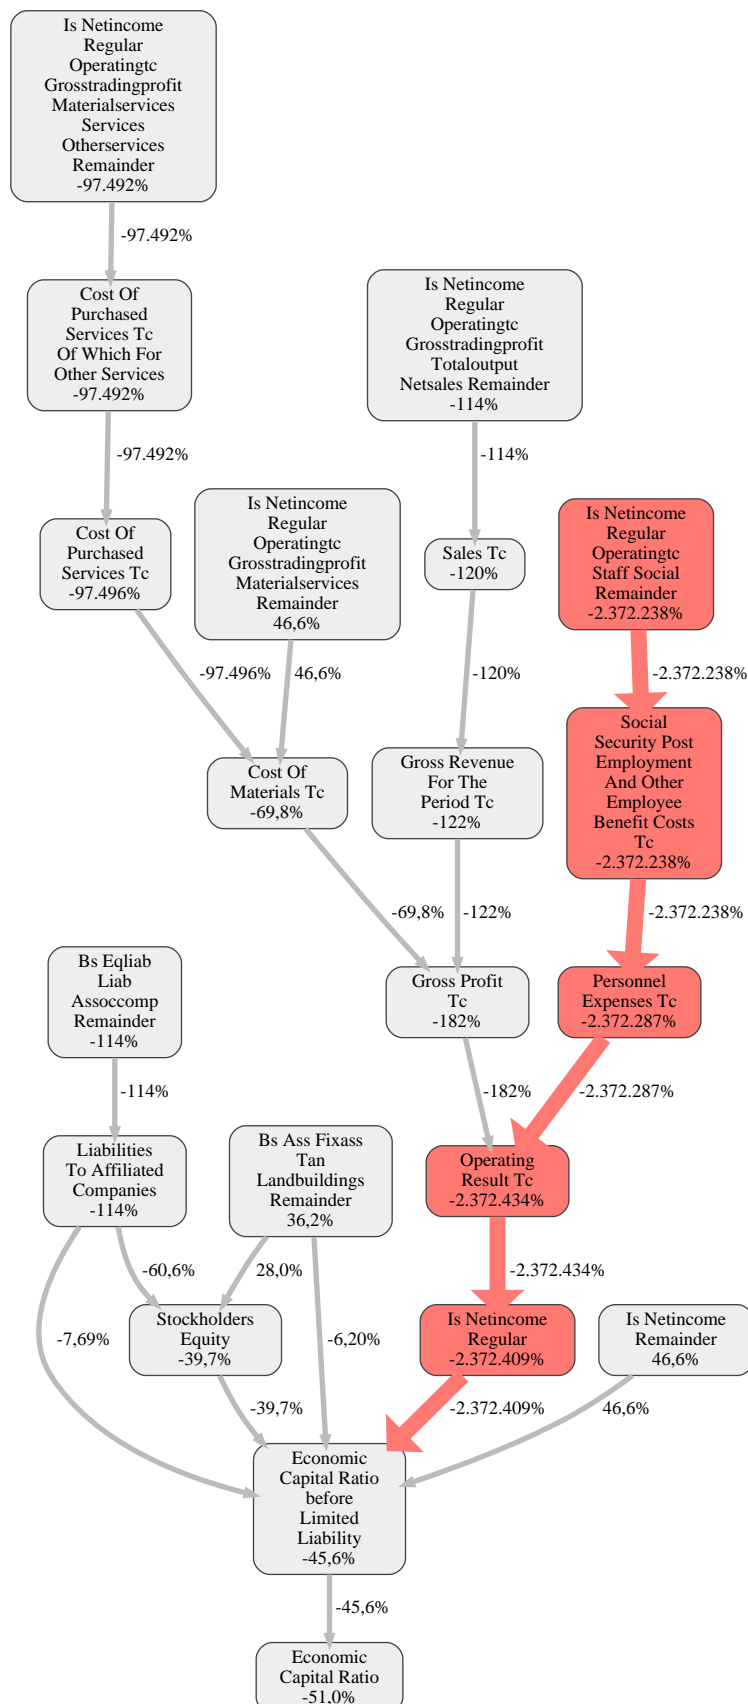 Is Netincome
Regular
Operatingtc
Grosstradingprofit
Materialservices
Services
Otherservices
Remainder
-97.492%
-97.492%
Cost Of
Purchased
Services Tc
Of Which For
Other Services
-97.492%
Is Netincome
Regular
Operatingtc
Grosstradingprofit
Totaloutput
Netsales Remainder
-114%
-97.492%
-114%
Cost Of
Purchased
Services Tc
-97.496%
Is Netincome
Regular
Operatingtc
Grosstradingprofit
Materialservices
Remainder
46,6%
Sales Tc
-120%
Is Netincome
Regular
Operatingtc
Staff Social
Remainder
-2.372.238%
-97.496%
46,6%
-120%
-2.372.238%
Cost Of
Materials Tc
-69,8%
Gross Revenue
For The
Period Tc
-122%
Social
Security Post
Employment
And Other
Employee
Benefit Costs
Tc
-2.372.238%
-69,8%
-122%
-2.372.238%
Bs Eqliab
Liab
Assoccomp
Remainder
-114%
Gross Profit
Tc
-182%
Personnel
Expenses Tc
-2.372.287%
-114%
-182%
-2.372.287%
Liabilities
To Affiliated
Companies
-114%
Bs Ass Fixass
Tan
Landbuildings
Remainder
36,2%
Operating
Result Tc
-2.372.434%
-60,6%
28,0%
-2.372.434%
-7,69%
Stockholders
Equity
-39,7%
-6,20%
Is Netincome
Regular
-2.372.409%
Is Netincome
Remainder
46,6%
-39,7%
-2.372.409%
46,6%
Economic
Capital Ratio
before
Limited
Liability
-45,6%
-45,6%
Economic
Capital Ratio
-51,0%